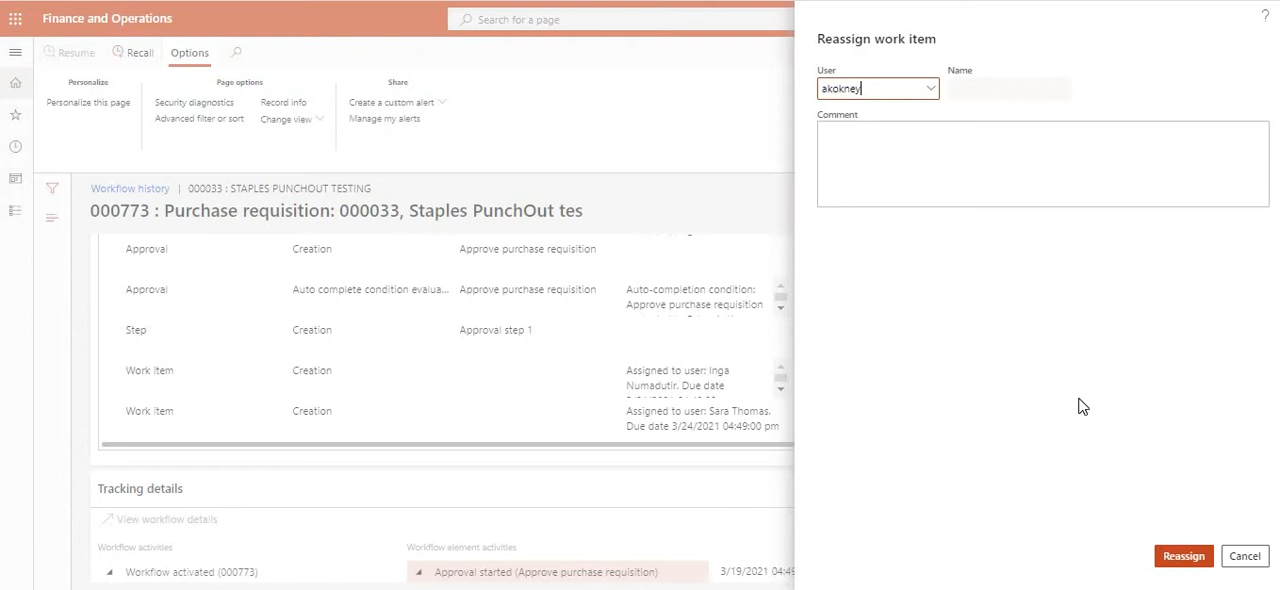 Finance and Operations
Search for a page
?
Resume
Recall
Options
Personalize
Personalize this page
Page options
Security diagnostics
Record info
Advanced filter or sort
Change view
Share
Create a custom alert
Manage my alerts
Workflow history | 000033 : STAPLES PUNCHOUT TESTING
000773 : Purchase requisition: 000033, Staples PunchOut tes
Approval Creation Approve purchase requisition
Approval Auto complete condition evalua... Approve purchase requisition Auto-completion condition:
Approve purchase requisition
Step Creation Approval step 1
Work item Creation Assigned to user: Inga
Numadutir. Due date
Work item Creation Assigned to user: Sara Thomas.
Due date 3/24/2021 04:49:00 pm
Tracking details
View workflow details
Workflow activities
Workflow element activities
Workflow activated (000773)
Approval started (Approve purchase requisition)
3/19/2021 04:49
Reassign work item
User
Name
akokney
Comment
Reassign
Cancel